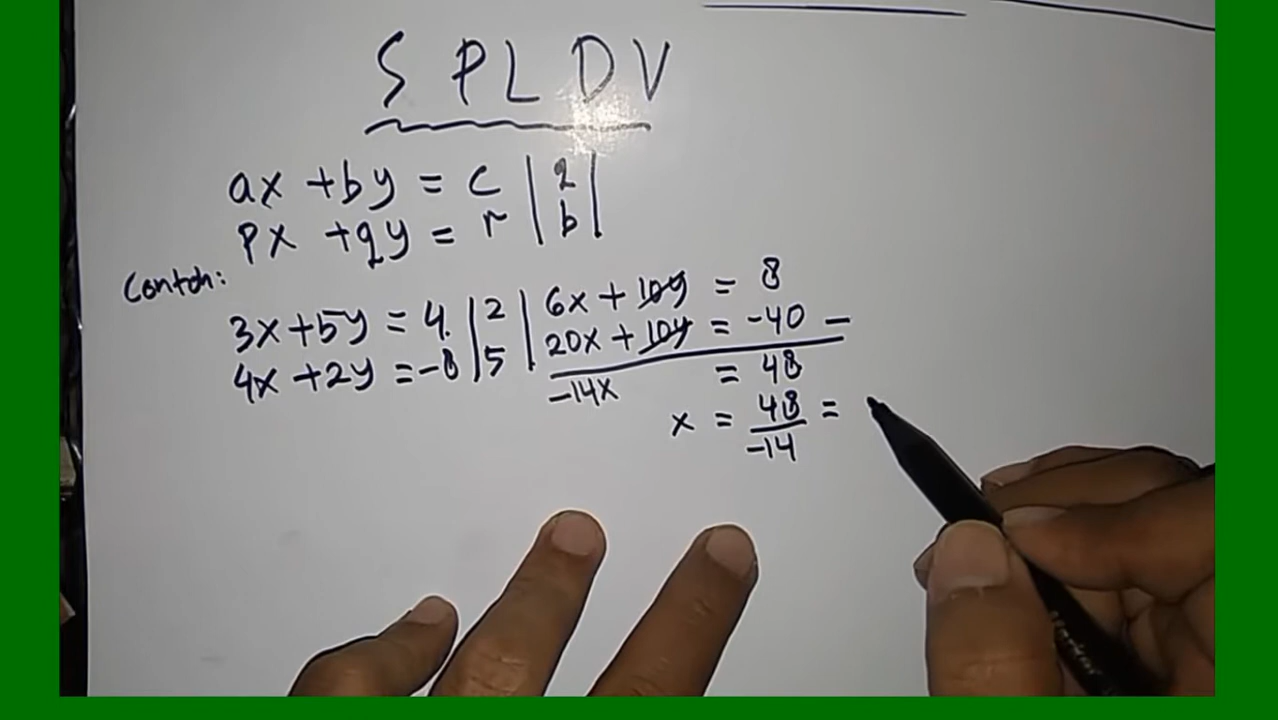 SPLDV
ax + by = c | 2 |
px + qy = r | b |
Contoh:
3x + 5y = 4. | 2 | 6x + 10y = 8
4x + 2y = -8 | 5 | 20x + 10y = -40 -
-14x = 48
x = 48/-14 =